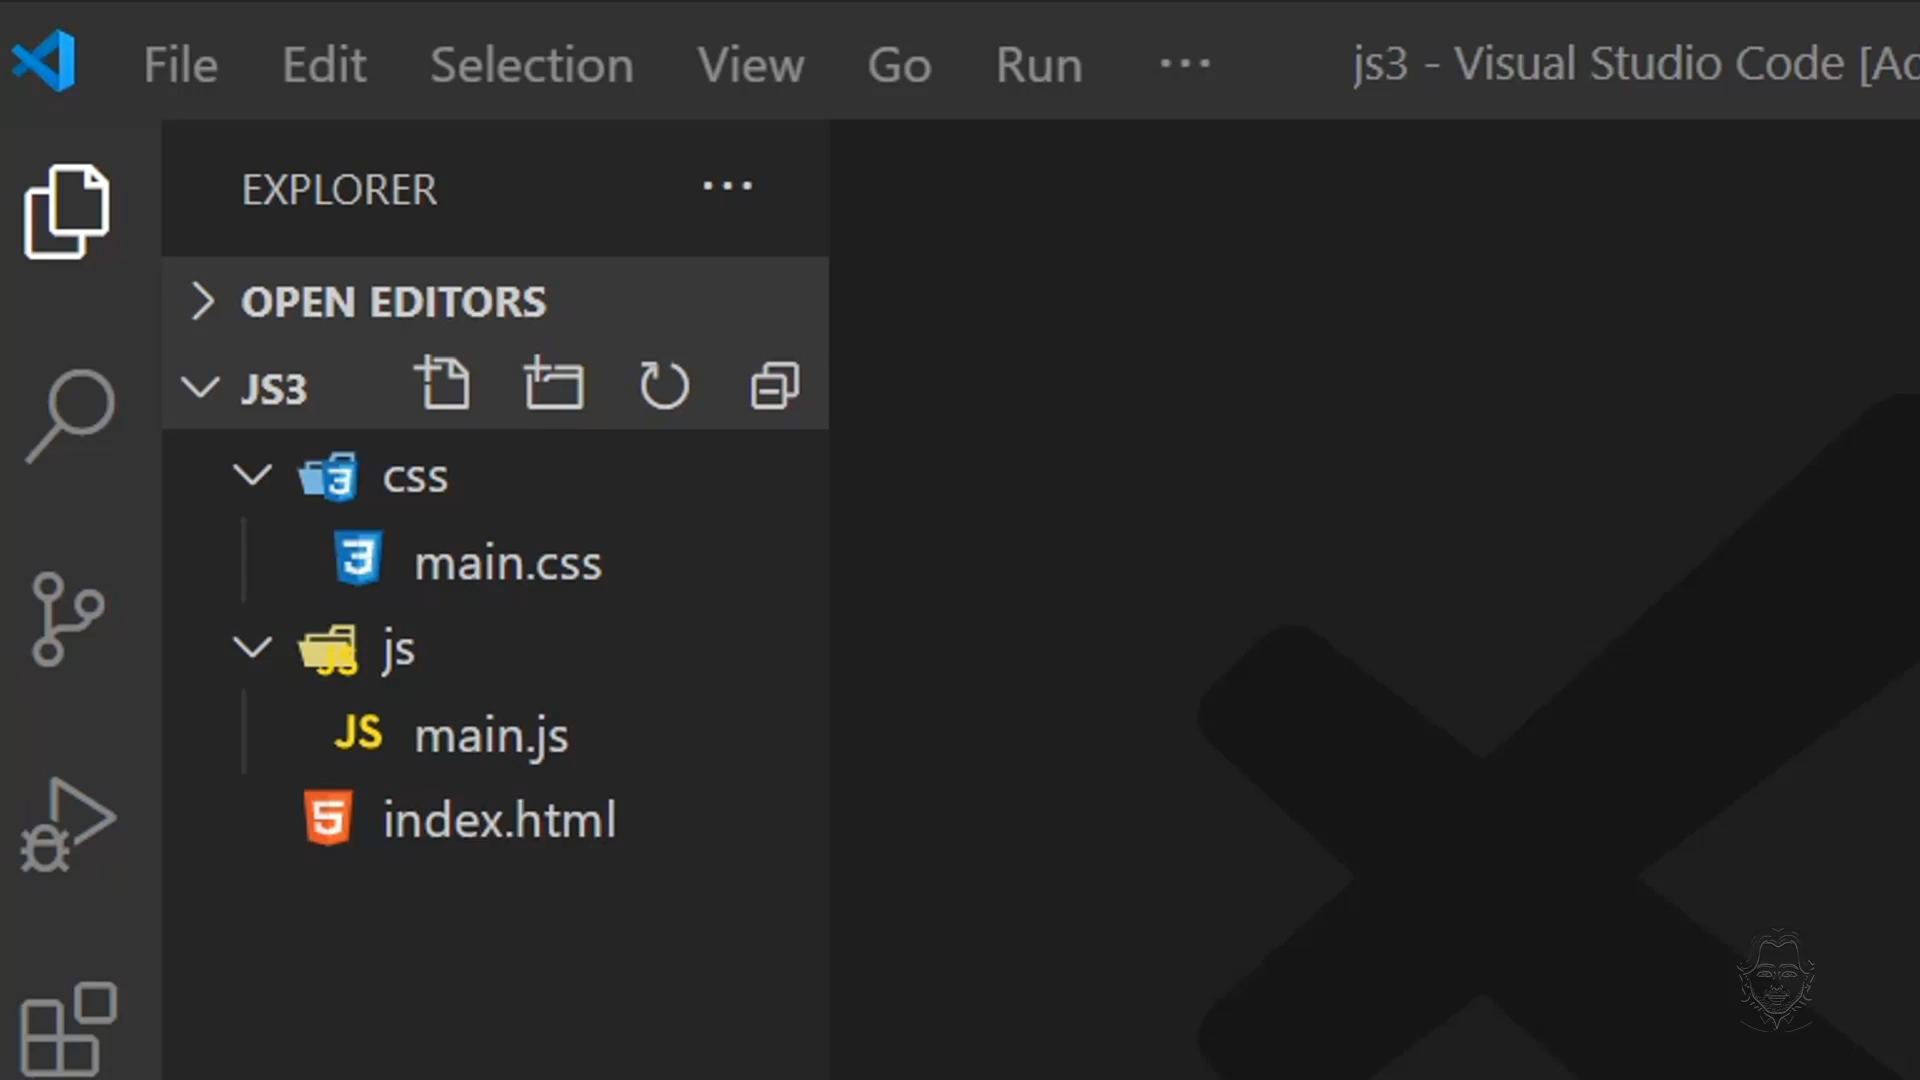 File Edit Selection View Go Run ··· js3 - Visual Studio Code [Ad
EXPLORER ···
OPEN EDITORS
JS3
css
main.css
js
JS main.js
index.html